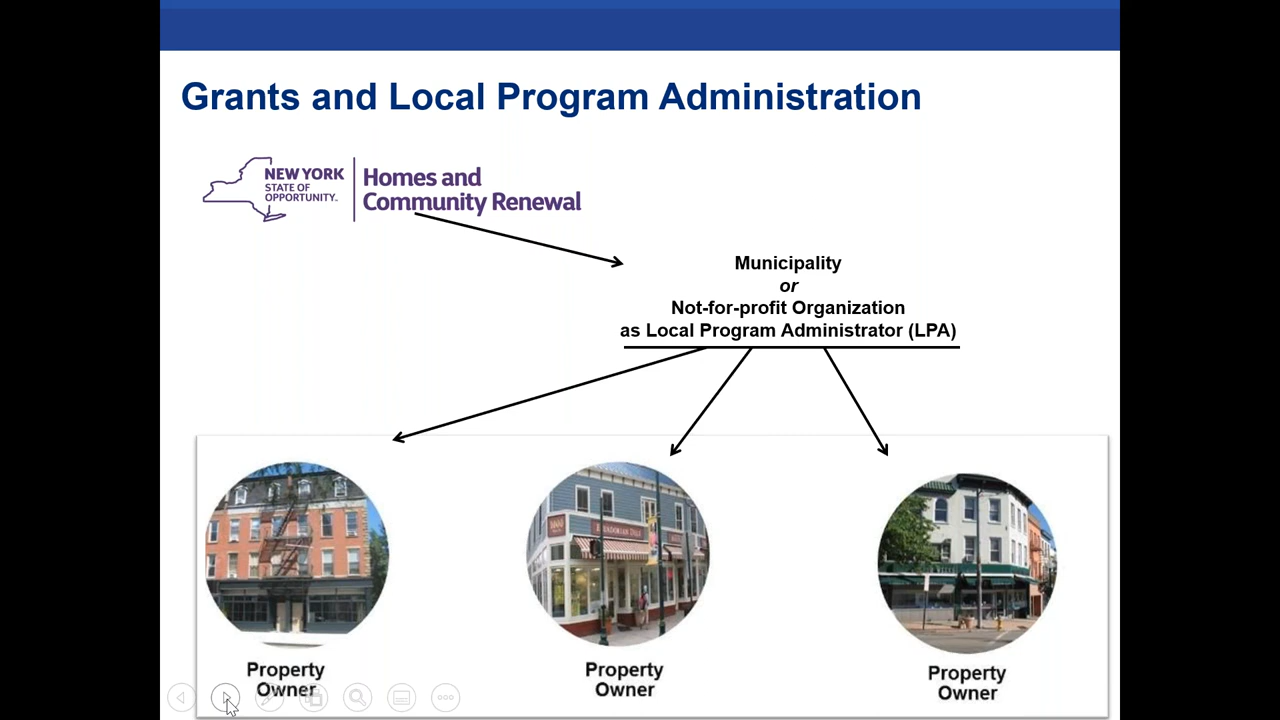 Grants and Local Program Administration
NEW YORK
STATE OF
OPPORTUNITY™
Homes and
Community Renewal
Municipality
or
Not-for-profit Organization
as Local Program Administrator (LPA)
Property
Owner
Property
Owner
Property
Owner